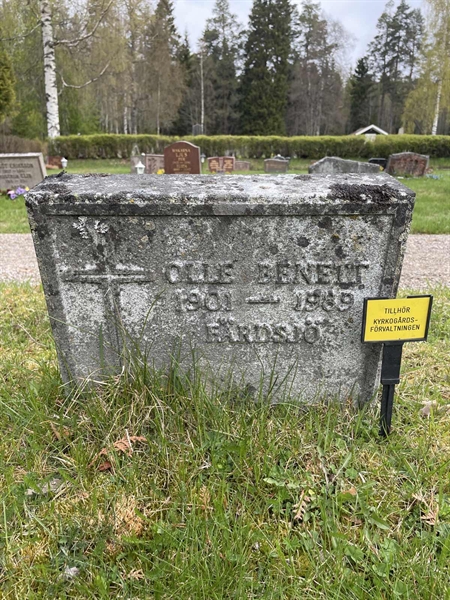 OLLE BENELT
1901 — 1969
FÄRDSJÖ
TILLHÖR
KYRKOGÅRDS-
FÖRVALTNINGEN